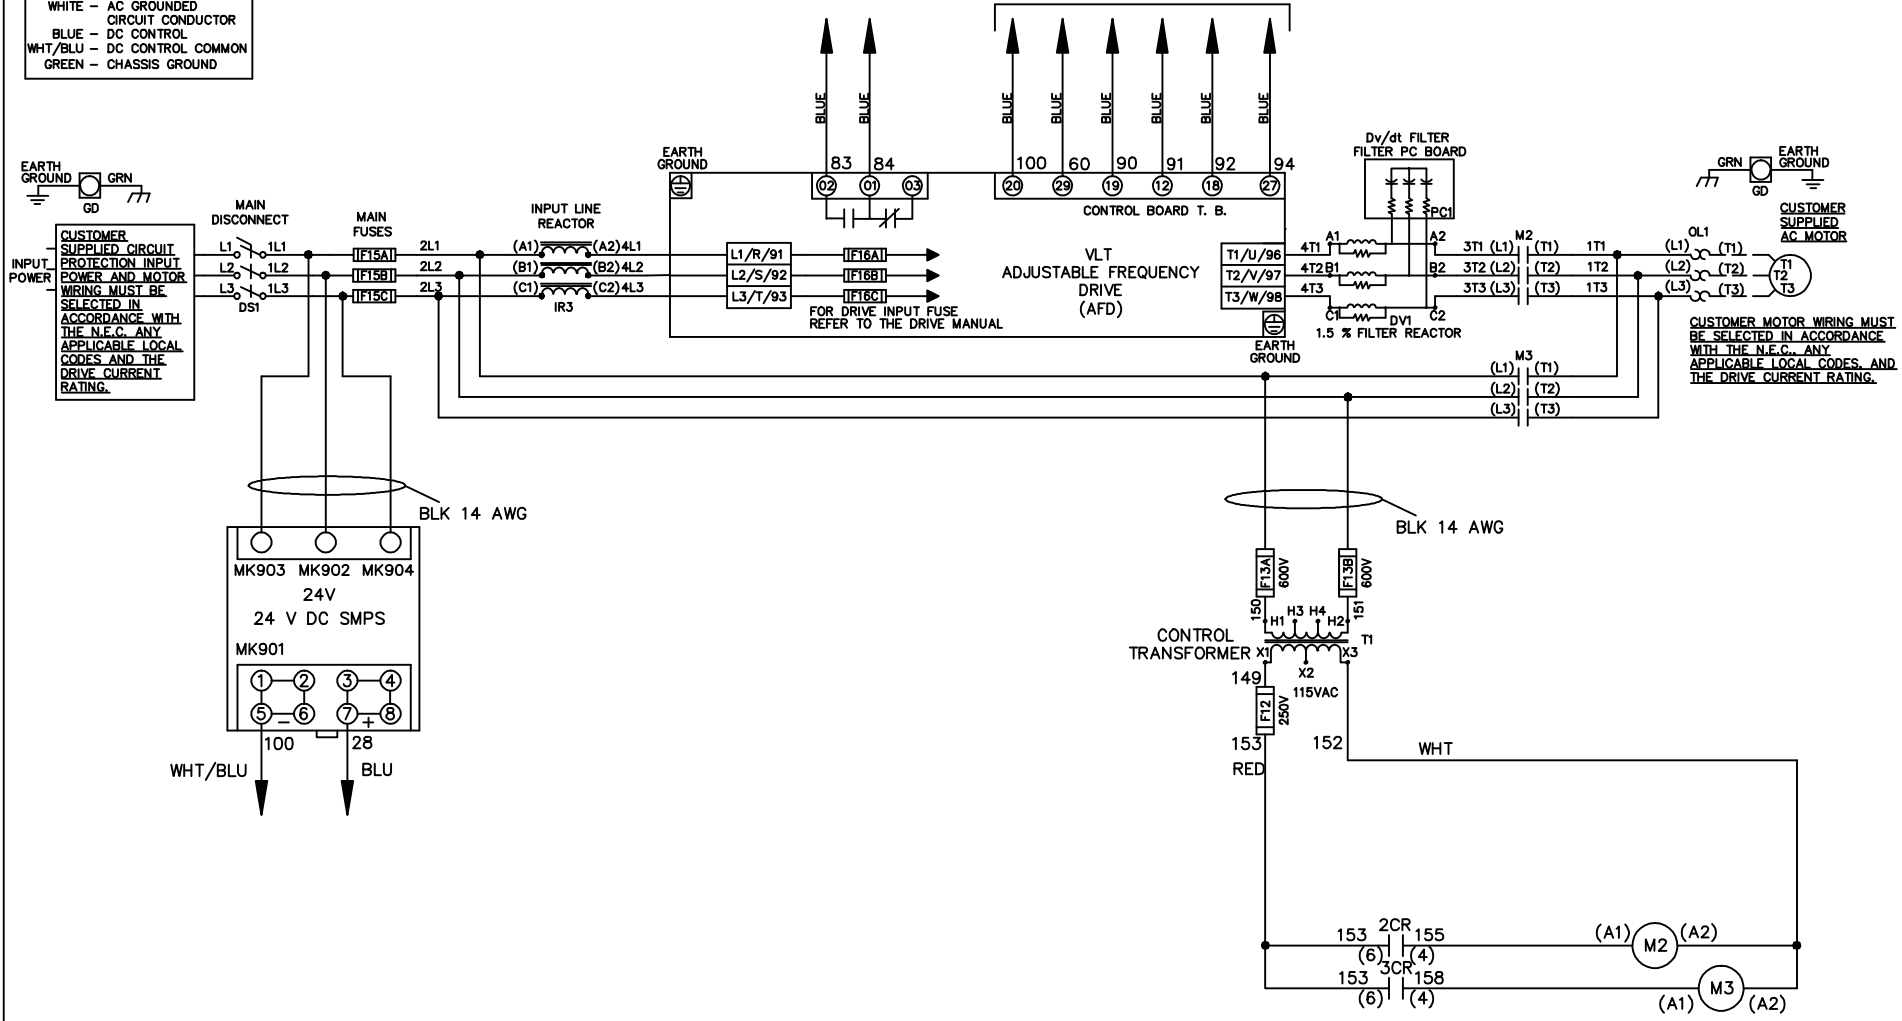 WHITE – AC GROUNDED
CIRCUIT CONDUCTOR
BLUE – DC CONTROL
WHT/BLU – DC CONTROL COMMON
GREEN – CHASSIS GROUND
BLUE
BLUE
BLUE
BLUE
BLUE
BLUE
BLUE
BLUE
EARTH
GROUND
83
84
100
60
90
91
92
94
02
01
03
20
29
19
12
18
27
CONTROL BOARD T. B.
Dv/dt FILTER
FILTER PC BOARD
PC1
EARTH
GROUND
GRN
GD
GRN
EARTH
GROUND
GD
CUSTOMER
SUPPLIED
AC MOTOR
INPUT
POWER
CUSTOMER
SUPPLIED CIRCUIT
PROTECTION INPUT
POWER AND MOTOR
WIRING MUST BE
SELECTED IN
ACCORDANCE WITH
THE N.E.C. ANY
APPLICABLE LOCAL
CODES AND THE
DRIVE CURRENT
RATING.
MAIN
DISCONNECT
L1
1L1
L2
1L2
L3
1L3
DS1
MAIN
FUSES
F15A
F15B
F15C
2L1
2L2
2L3
INPUT LINE
REACTOR
(A1)
(A2)
4L1
(B1)
(B2)
4L2
(C1)
(C2)
4L3
IR3
L1/R/91
L2/S/92
L3/T/93
F16A
F16B
F16C
FOR DRIVE INPUT FUSE
REFER TO THE DRIVE MANUAL
VLT
ADJUSTABLE FREQUENCY
DRIVE
(AFD)
T1/U/96
T2/V/97
T3/W/98
EARTH
GROUND
4T1
A1
A2
4T2
B1
B2
4T3
C1
C2
DV1
1.5 % FILTER REACTOR
M2
3T1 (L1) (T1) 1T1
3T2 (L2) (T2) 1T2
3T3 (L3) (T3) 1T3
OL1
(L1) (T1)
(L2) (T2)
(L3) (T3)
T1
T2
T3
CUSTOMER MOTOR WIRING MUST
BE SELECTED IN ACCORDANCE
WITH THE N.E.C., ANY
APPLICABLE LOCAL CODES, AND
THE DRIVE CURRENT RATING.
M3
(L1) (T1)
(L2) (T2)
(L3) (T3)
BLK 14 AWG
MK903 MK902 MK904
24V
24 V DC SMPS
MK901
1 2 3 4
5 6 7 8
– +
100
28
WHT/BLU
BLU
BLK 14 AWG
F13A
600V
F13B
600V
150
151
H1 H3 H4 H2
CONTROL
TRANSFORMER
T1
X1
X2
X3
115VAC
149
F12
250V
153
RED
152
WHT
2CR
153
155
(6)
(4)
(A1) M2 (A2)
3CR
153
158
(6)
(4)
(A1) M3 (A2)